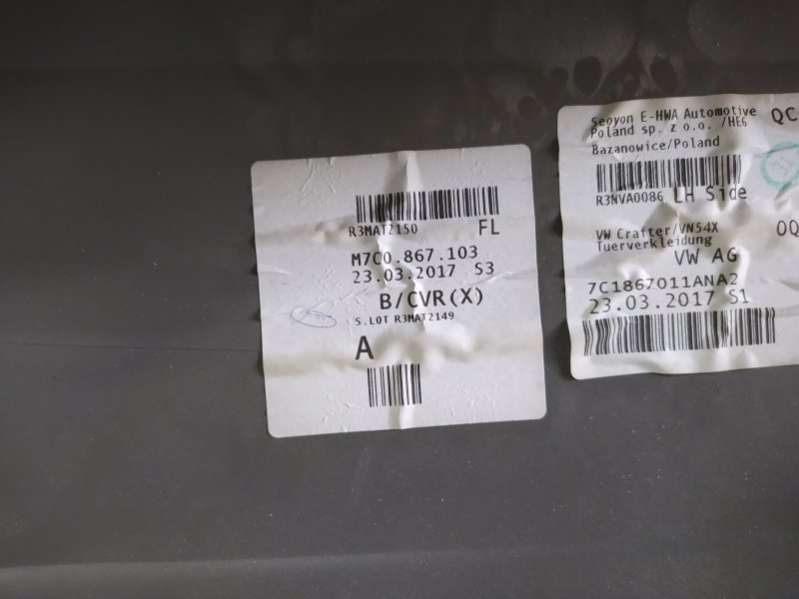 R3MAT2150 FL
M7C0.867.103
23.03.2017 S3
B/CVR(X)
S.LOT R3MAT2149
A
Seoyon E-HWA Automotive QC
Poland sp. z o.o. /HE6
Bazanowice/Poland
R3NVA0086 LH Side
VW Crafter/VN54X OQ
Tuerverkleidung
VW AG
7C1867011ANA2
23.03.2017 S1